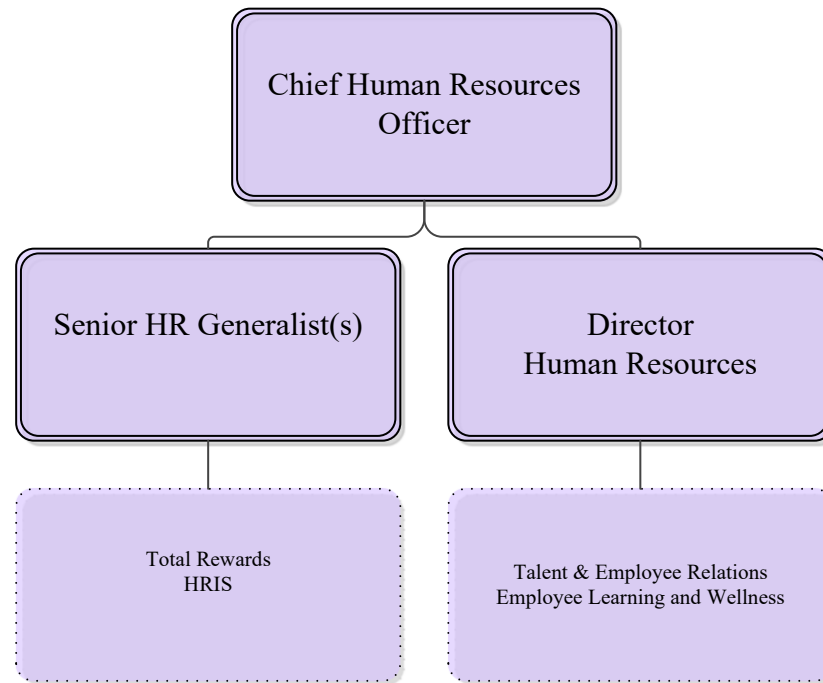 Chief Human Resources
Officer
Senior HR Generalist(s)
Director
Human Resources
Total Rewards
HRIS
Talent & Employee Relations
Employee Learning and Wellness